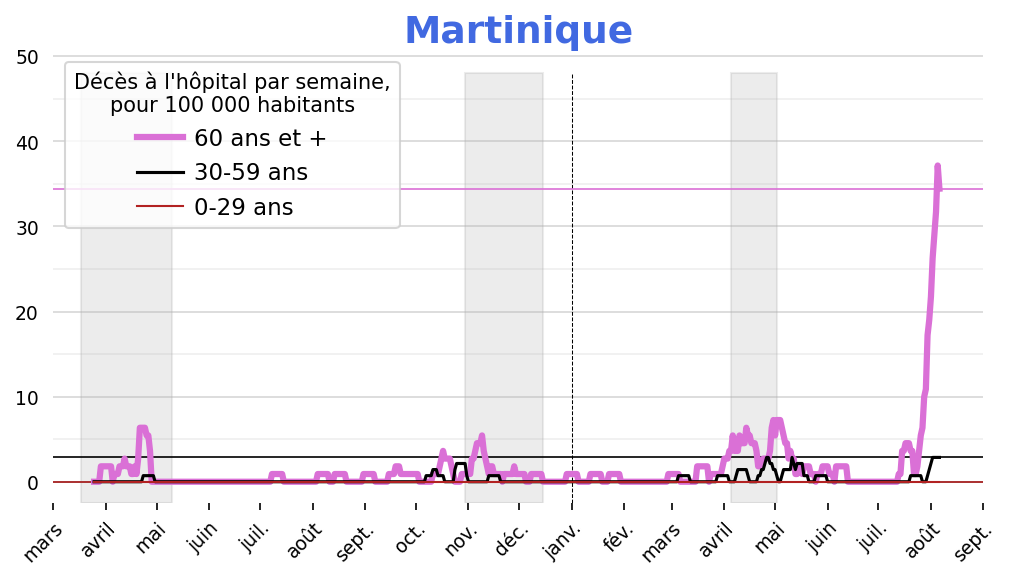 Martinique
50
40
30
20
10
0
Décès à l'hôpital par semaine,
pour 100 000 habitants
60 ans et +
30-59 ans
0-29 ans
mars
avril
mai
juin
juil.
août
sept.
oct.
nov.
déc.
janv.
fév.
mars
avril
mai
juin
juil.
août
sept.